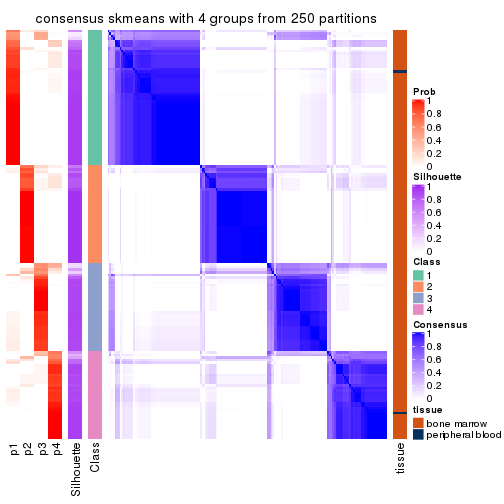 consensus skmeans with 4 groups from 250 partitions
Prob
1
0.8
0.6
0.4
0.2
0
Silhouette
1
0.8
0.6
0.4
0.2
0
Class
1
2
3
4
Consensus
1
0.8
0.6
0.4
0.2
0
tissue
bone marrow
peripheral blood
p1
p2
p3
p4
Silhouette
Class
tissue